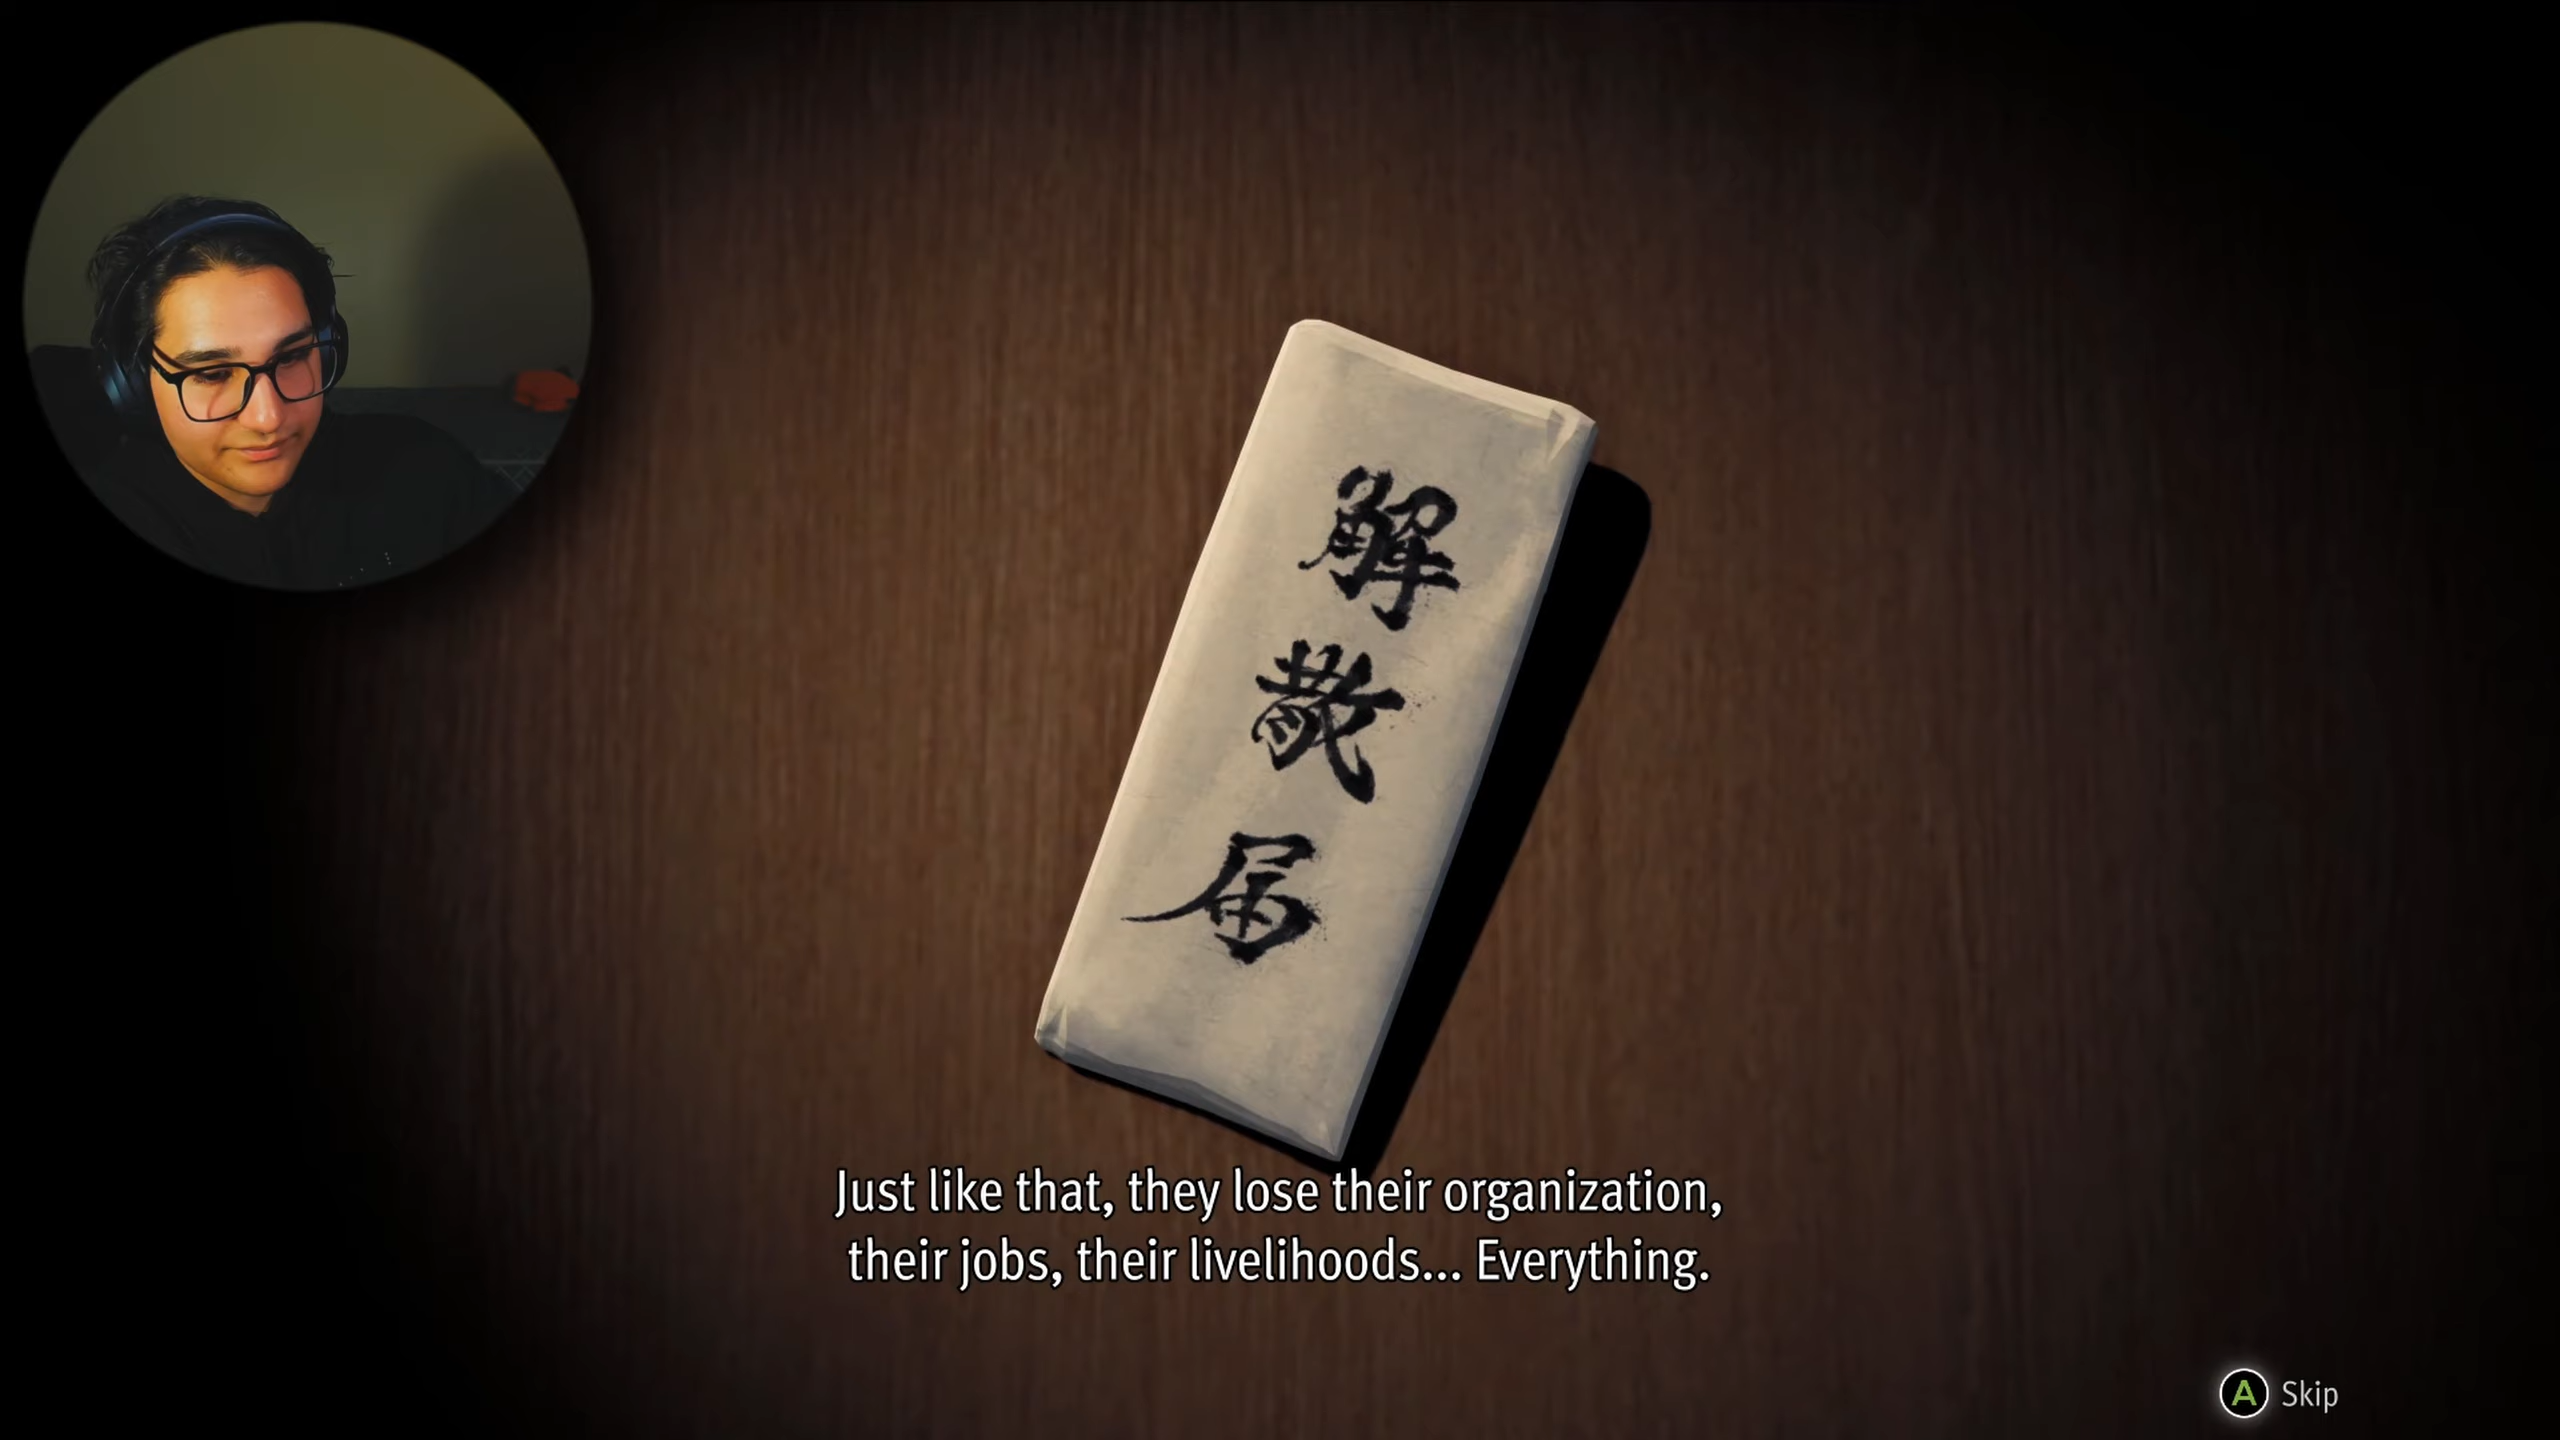 解散届
Just like that, they lose their organization,
their jobs, their livelihoods... Everything.
A Skip